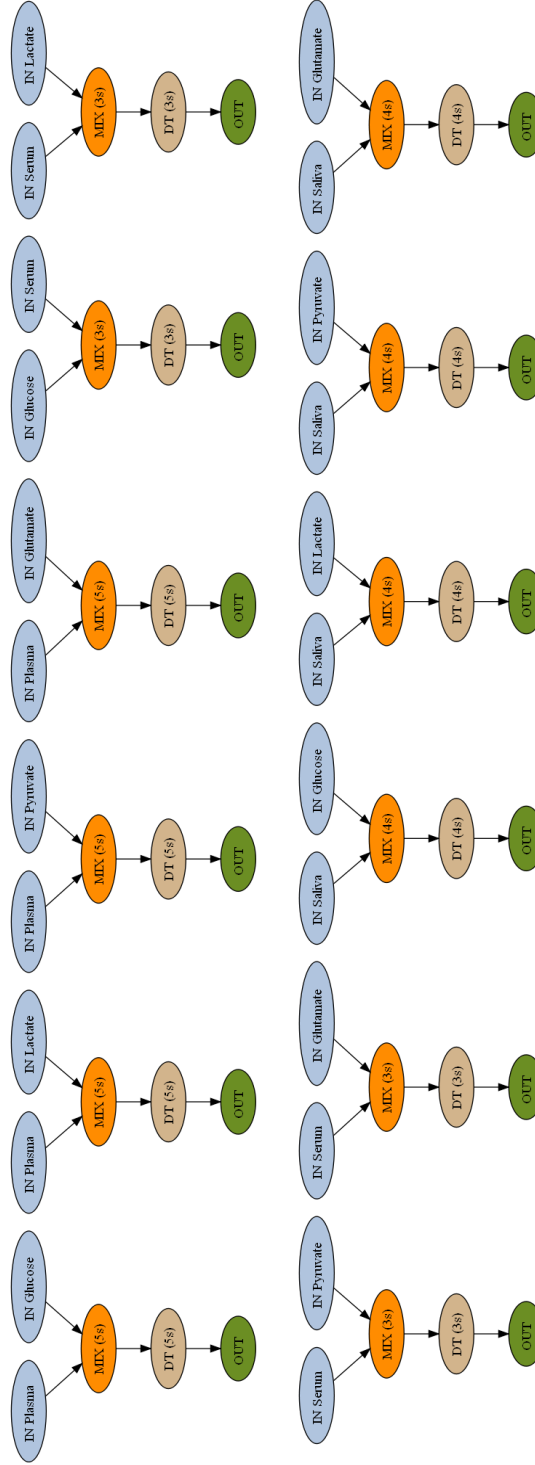 IN Plasma
IN Glucose
IN Plasma
IN Lactate
IN Plasma
IN Pyruvate
IN Plasma
IN Glutamate
IN Glucose
IN Serum
IN Serum
IN Lactate
MIX (5s)
MIX (5s)
MIX (5s)
MIX (5s)
MIX (3s)
MIX (3s)
DT (5s)
DT (5s)
DT (5s)
DT (5s)
DT (3s)
DT (3s)
OUT
OUT
OUT
OUT
OUT
OUT
IN Serum
IN Pyruvate
IN Serum
IN Glutamate
IN Saliva
IN Glucose
IN Saliva
IN Lactate
IN Saliva
IN Pyruvate
IN Saliva
IN Glutamate
MIX (3s)
MIX (3s)
MIX (4s)
MIX (4s)
MIX (4s)
MIX (4s)
DT (3s)
DT (3s)
DT (4s)
DT (4s)
DT (4s)
DT (4s)
OUT
OUT
OUT
OUT
OUT
OUT